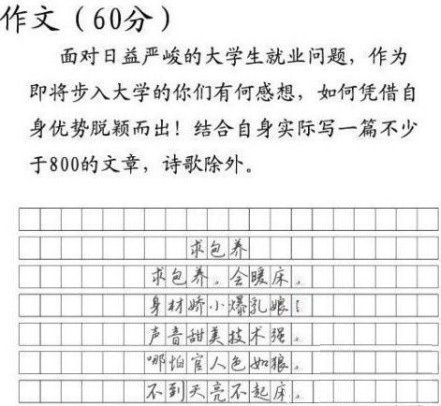 作文（60分）
面对日益严峻的大学生就业问题，作为
即将步入大学的你们有何感想，如何凭借自
身优势脱颖而出！结合自身实际写一篇不少
于800的文章，诗歌除外。
求包养
求包养。会暖床。
身材娇小爆乳娘！
声音甜美技术强。
哪怕官人色如狼。
不到天亮不起床。